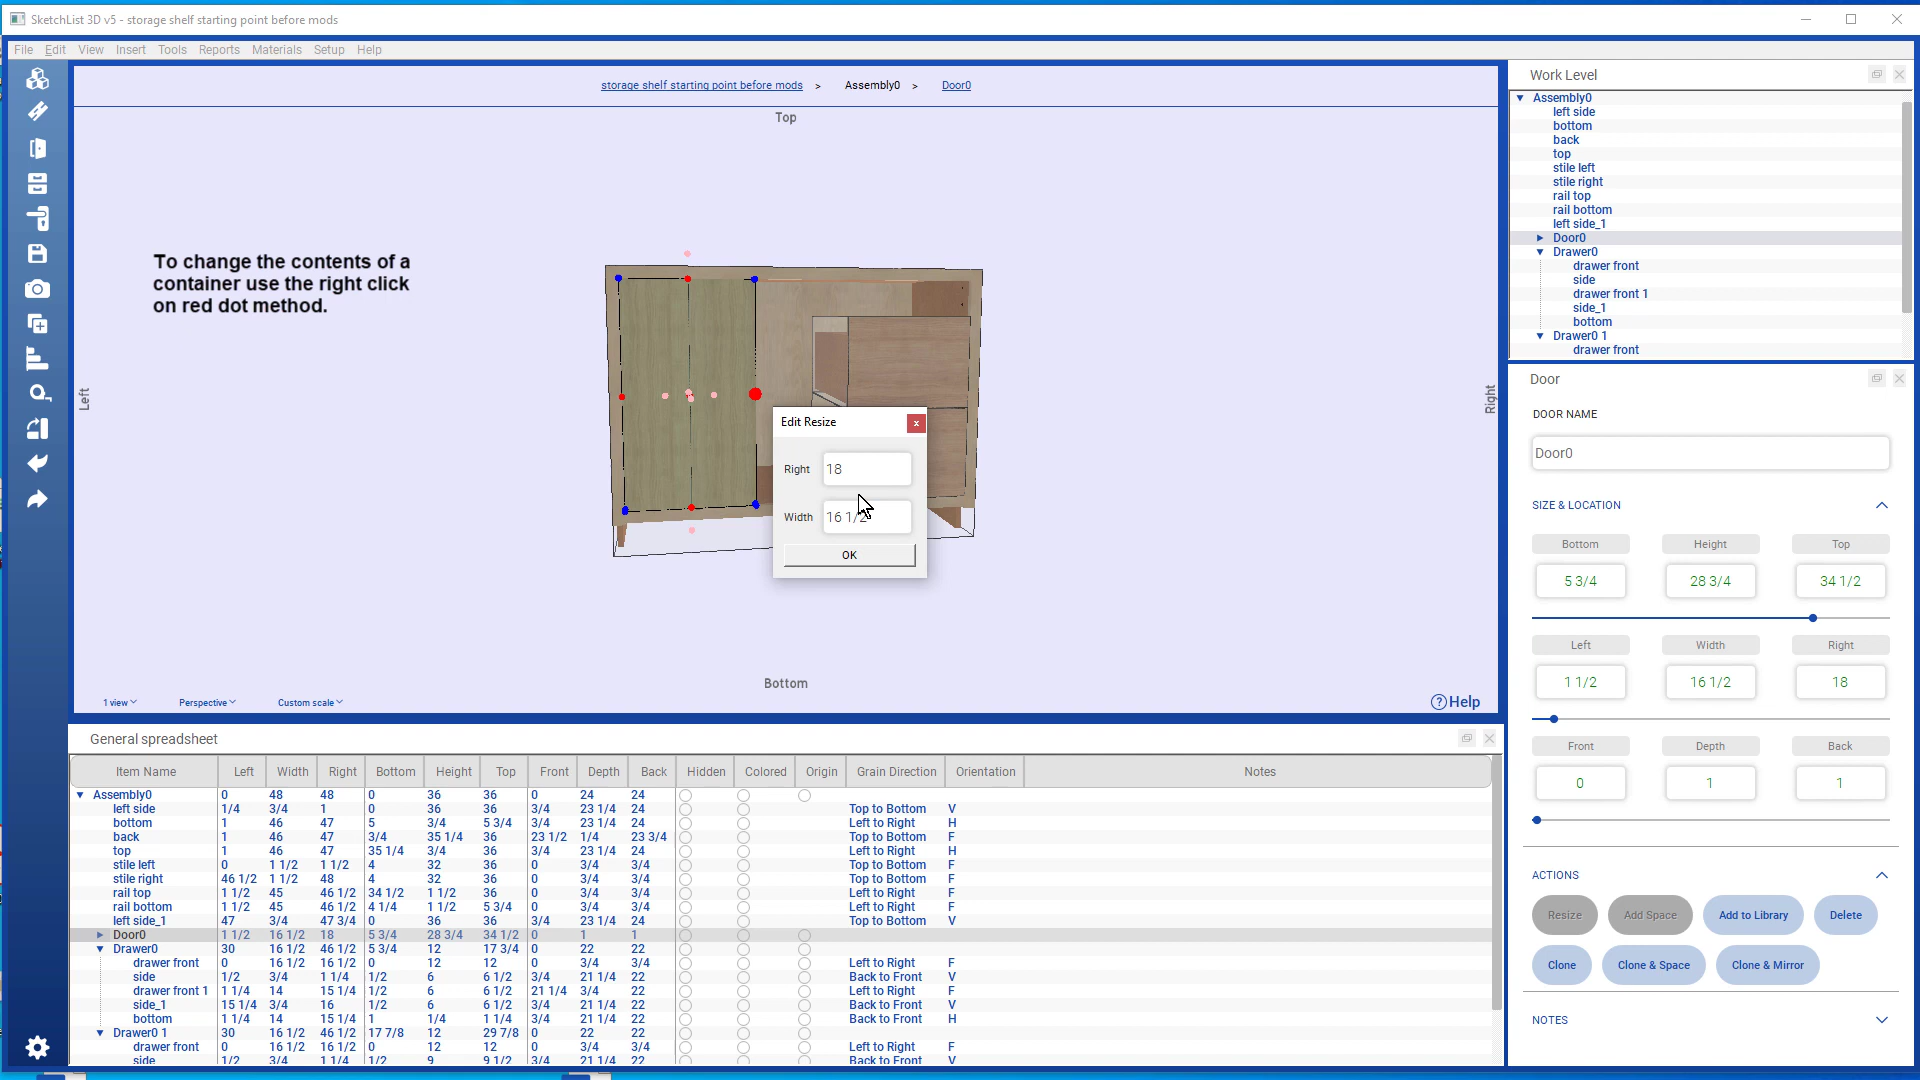 SketchList 3D v5 - storage shelf starting point before mods
File Edit View Insert Tools Reports Materials Setup Help
storage shelf starting point before mods > Assembly0 > Door0
Top
Left
Right
To change the contents of a
container use the right click
on red dot method.
Edit Resize
x
Right 18
Width 16 1/2
OK
Bottom
1 view Perspective Custom scale
Help
Work Level
Assembly0
left side
bottom
back
top
stile left
stile right
rail top
rail bottom
left side_1
Door0
Drawer0
drawer front
side
drawer front 1
side_1
bottom
Drawer0 1
drawer front
Door
DOOR NAME
Door0
SIZE & LOCATION
Bottom Height Top
5 3/4 28 3/4 34 1/2
Left Width Right
1 1/2 16 1/2 18
Front Depth Back
0 1 1
ACTIONS
Resize Add Space Add to Library Delete
Clone Clone & Space Clone & Mirror
NOTES
General spreadsheet
Item Name Left Width Right Bottom Height Top Front Depth Back Hidden Colored Origin Grain Direction Orientation Notes
Assembly0 0 48 48 0 36 36 0 24 24
left side 1/4 3/4 1 0 36 36 3/4 23 1/4 24 Top to Bottom V
bottom 1 46 47 5 3/4 5 3/4 3/4 23 1/4 24 Left to Right H
back 1 46 47 3/4 35 1/4 36 23 1/2 1/4 23 3/4 Top to Bottom F
top 1 46 47 35 1/4 3/4 36 3/4 23 1/4 24 Left to Right H
stile left 0 1 1/2 1 1/2 4 32 36 0 3/4 3/4 Top to Bottom F
stile right 46 1/2 1 1/2 48 4 32 36 0 3/4 3/4 Top to Bottom F
rail top 1 1/2 45 46 1/2 34 1/2 1 1/2 36 0 3/4 3/4 Left to Right F
rail bottom 1 1/2 45 46 1/2 4 1/4 1 1/2 5 3/4 0 3/4 3/4 Left to Right F
left side_1 47 3/4 47 3/4 0 36 36 3/4 23 1/4 24 Top to Bottom V
Door0 1 1/2 16 1/2 18 5 3/4 28 3/4 34 1/2 0 1 1
Drawer0 30 16 1/2 46 1/2 5 3/4 12 17 3/4 0 22 22
drawer front 0 16 1/2 16 1/2 0 12 12 0 3/4 3/4 Left to Right F
side 1/2 3/4 1 1/4 1/2 6 6 1/2 3/4 21 1/4 22 Back to Front V
drawer front 1 1 1/4 14 15 1/4 1/2 6 6 1/2 21 1/4 3/4 22 Left to Right F
side_1 15 1/4 3/4 16 1/2 6 6 1/2 3/4 21 1/4 22 Back to Front V
bottom 1 1/4 14 15 1/4 1 1/4 1 1/4 3/4 21 1/4 22 Back to Front H
Drawer0 1 30 16 1/2 46 1/2 17 7/8 12 29 7/8 0 22 22
drawer front 0 16 1/2 16 1/2 0 12 12 0 3/4 3/4 Left to Right F
side 1/2 3/4 1 1/4 1/2 9 9 1/2 3/4 21 1/4 22 Back to Front V